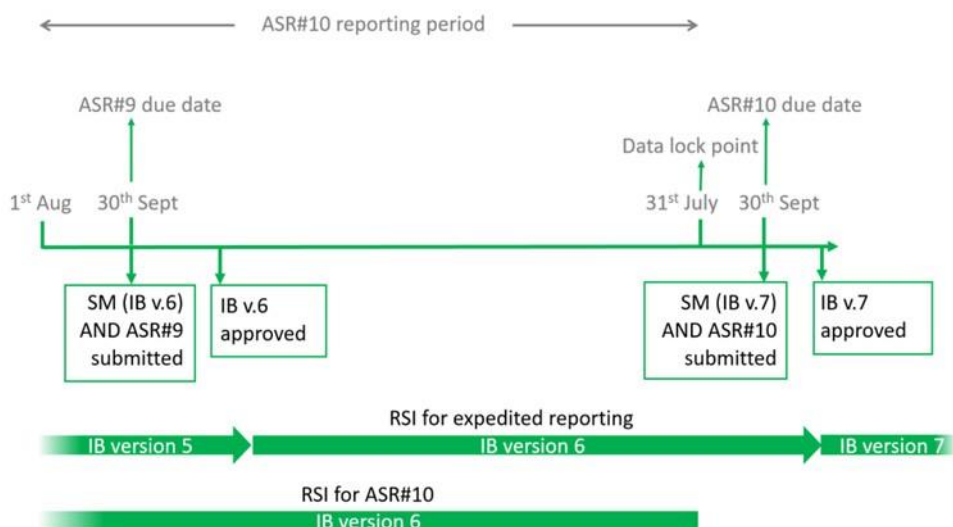 ASR#10 reporting period
ASR#9 due date
ASR#10 due date
Data lock point
1st Aug
30th Sept
31st July
30th Sept
SM (IB v.6)
AND ASR#9
submitted
IB v.6
approved
SM (IB v.7)
AND ASR#10
submitted
IB v.7
approved
RSI for expedited reporting
IB version 5
IB version 6
IB version 7
RSI for ASR#10
IB version 6